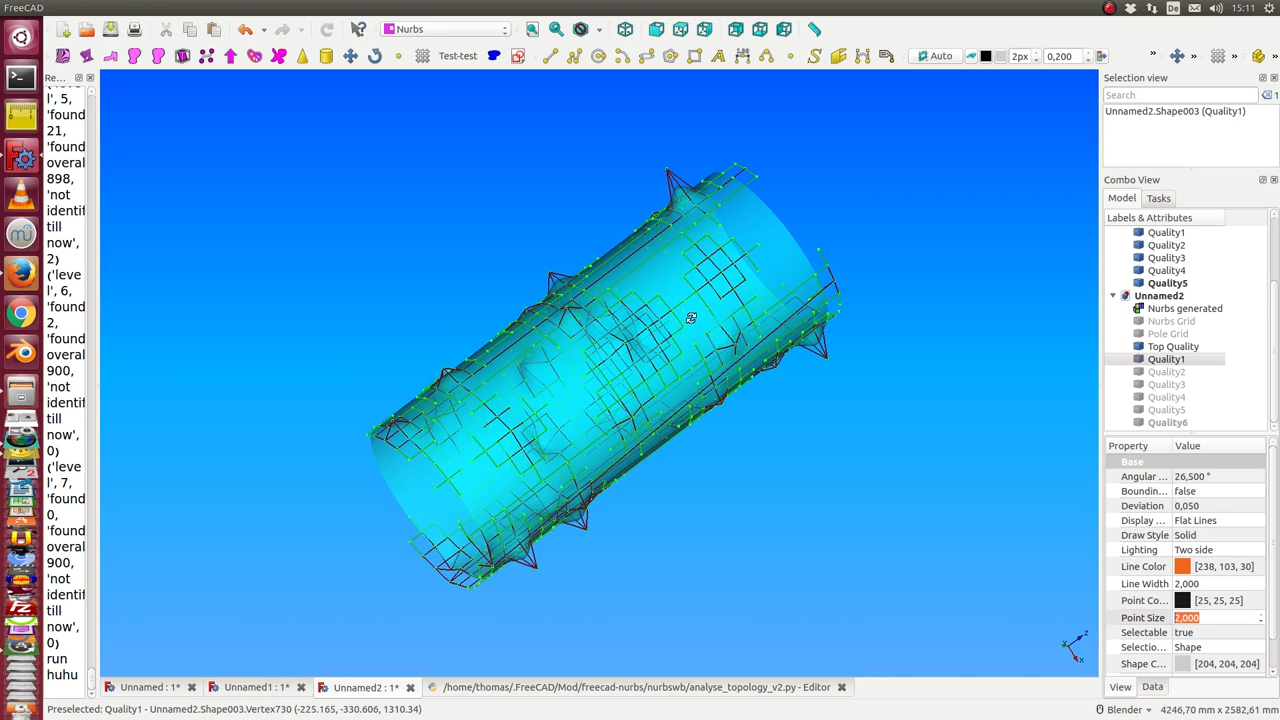 FreeCAD
De
15:11
Nurbs
Test-test
Auto
2px
0,200
»
»
»
»
Re...
('leve
l', 5,
'found
21,
'found
overal
898,
'not
identif
till
now',
2)
('leve
l', 6,
'found
2,
'found
overal
900,
'not
identif
till
now',
0)
('leve
l', 7,
'found
0,
'found
overal
900,
'not
identif
till
now',
0)
run
huhu
Selection view
Search
1
Unnamed2.Shape003 (Quality1)
Combo View
Model
Tasks
Labels & Attributes
Quality1
Quality2
Quality3
Quality4
Quality5
Unnamed2
Nurbs generated
Nurbs Grid
Pole Grid
Top Quality
Quality1
Quality2
Quality3
Quality4
Quality5
Quality6
Property Value
Base
Angular ... 26,500 °
Boundin... false
Deviation 0,050
Display ... Flat Lines
Draw Style Solid
Lighting Two side
Line Color [238, 103, 30]
Line Width 2,000
Point Co... [25, 25, 25]
Point Size 2,000
Selectable true
Selectio... Shape
Shape C... [204, 204, 204]
View
Data
Unnamed : 1*
Unnamed1 : 1*
Unnamed2 : 1*
/home/thomas/.FreeCAD/Mod/freecad-nurbs/nurbswb/analyse_topology_v2.py - Editor
Preselected: Quality1 - Unnamed2.Shape003.Vertex730 (-225.165, -330.606, 1310.34)
Blender
4246,70 mm x 2582,61 mm
z
y
x